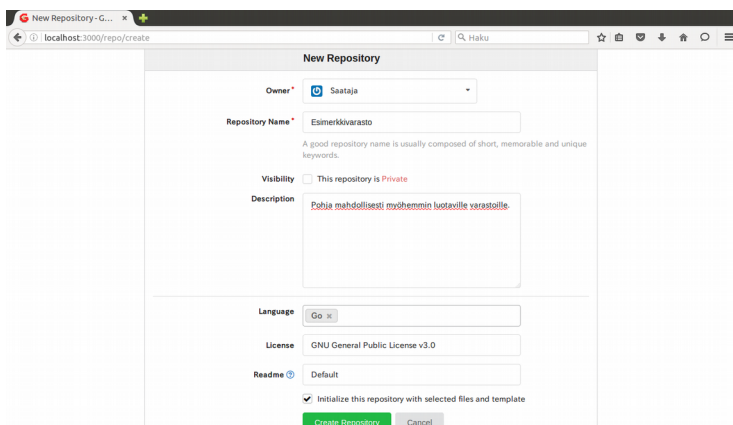 New Repository - G... ×
localhost:3000/repo/create
Haku
New Repository
Owner*
Saataja
Repository Name*
Esimerkkivarasto
A good repository name is usually composed of short, memorable and unique
keywords.
Visibility
This repository is Private
Description
Pohja mahdollisesti myöhemmin luotaville varastoille.
Language
Go ×
License
GNU General Public License v3.0
Readme
Default
Initialize this repository with selected files and template
Create Repository
Cancel